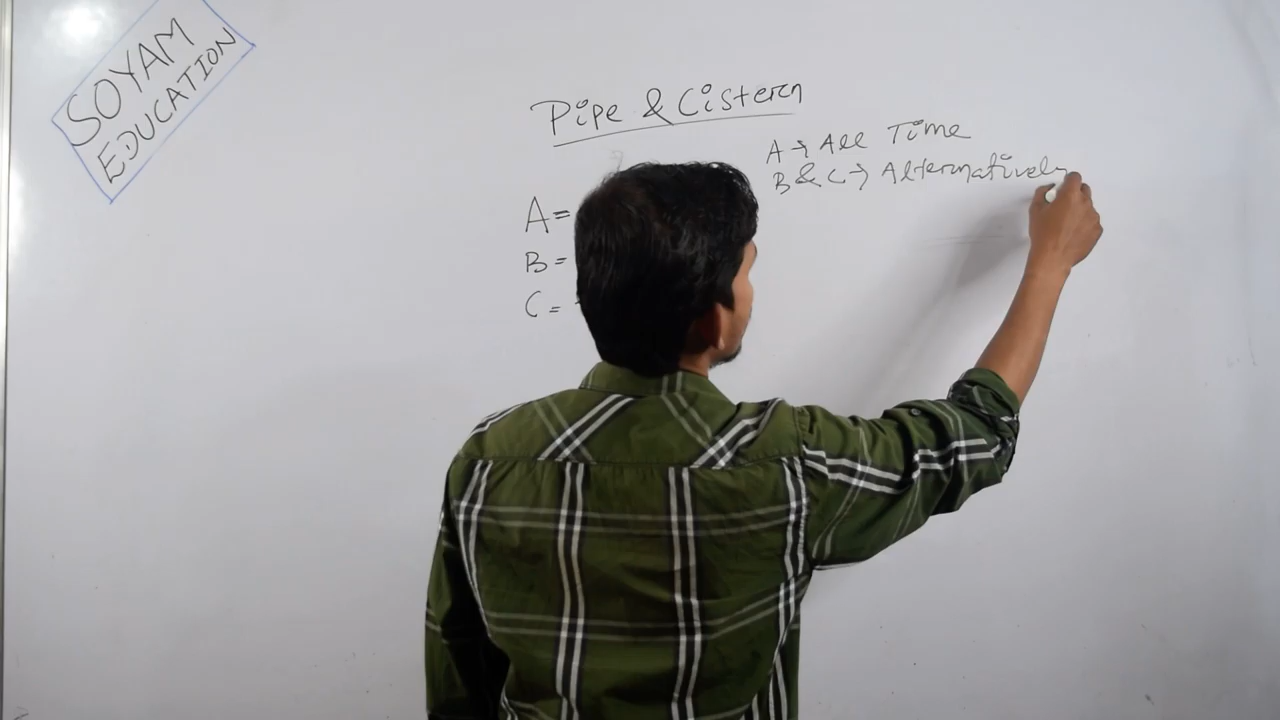 SOYAM
EDUCATION
Pipe & Cistern
A → All Time
B & C → Alternatively
A =
B =
C =